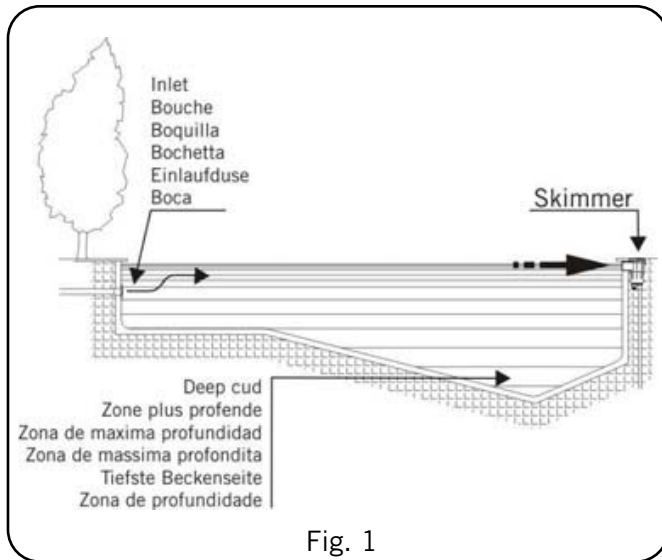 Inlet
Bouche
Boquilla
Bochetta
Einlaufduse
Boca
Skimmer
Deep cud
Zone plus profende
Zona de maxima profundidad
Zona de massima profondita
Tiefste Beckenseite
Zona de profundidade
Fig. 1